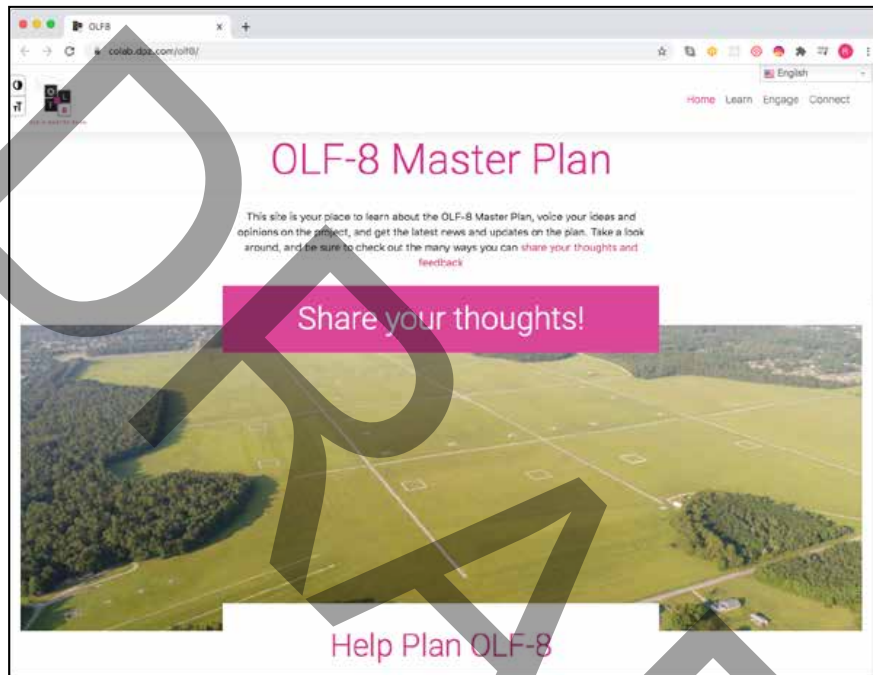 OLF8
colab.dpz.com/olf8/
English
Home Learn Engage Connect
OLF-8 Master Plan
This site is your place to learn about the OLF-8 Master Plan, voice your ideas and
opinions on the project, and get the latest news and updates on the plan. Take a look
around, and be sure to check out the many ways you can share your thoughts and
feedback
Share your thoughts!
Help Plan OLF-8
DRA